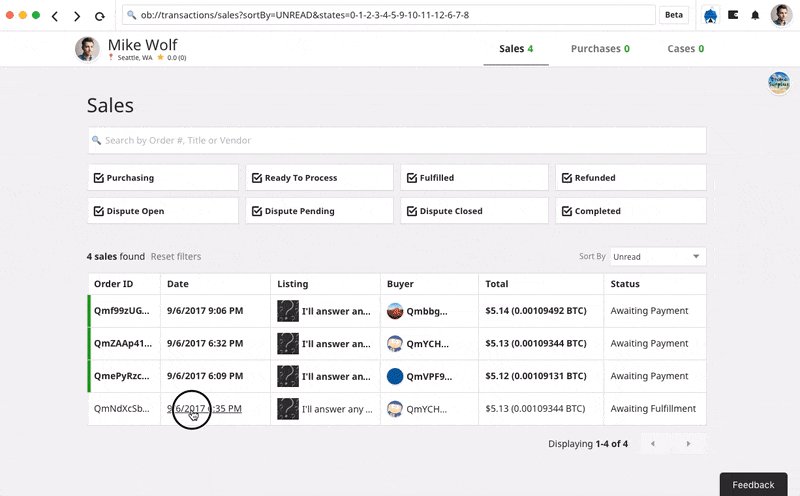 ob://transactions/sales?sortBy=UNREAD&states=0-1-2-3-4-5-9-10-11-12-6-7-8
Beta
Mike Wolf
Seattle, WA 0.0 (0)
Sales 4 Purchases 0 Cases 0
Sales
Search by Order #, Title or Vendor
Purchasing Ready To Process Fulfilled Refunded
Dispute Open Dispute Pending Dispute Closed Completed
4 sales found Reset filters Sort By Unread
Order ID Date Listing Buyer Total Status
Qmf99zUG... 9/6/2017 9:06 PM I'll answer an... Qmbbg... $5.14 (0.00109492 BTC) Awaiting Payment
QmZAAp41... 9/6/2017 6:32 PM I'll answer an... QmYCH... $5.13 (0.00109344 BTC) Awaiting Payment
QmePyRzc... 9/6/2017 6:09 PM I'll answer an... QmVPF9... $5.12 (0.00109131 BTC) Awaiting Payment
QmNdXcSb... 9/6/2017 6:35 PM I'll answer any ... QmYCH... $5.13 (0.00109344 BTC) Awaiting Fulfillment
Displaying 1-4 of 4
Feedback